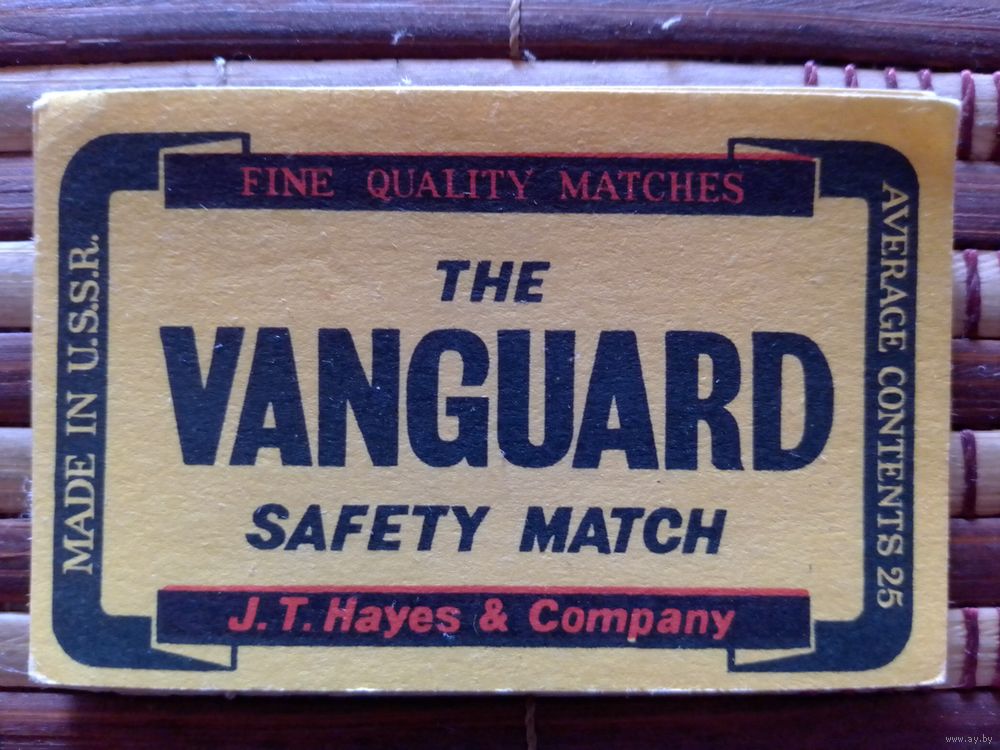 FINE QUALITY MATCHES
MADE IN U.S.S.R.
THE
VANGUARD
SAFETY MATCH
AVERAGE CONTENTS 25
J.T. Hayes & Company
www.ay.by